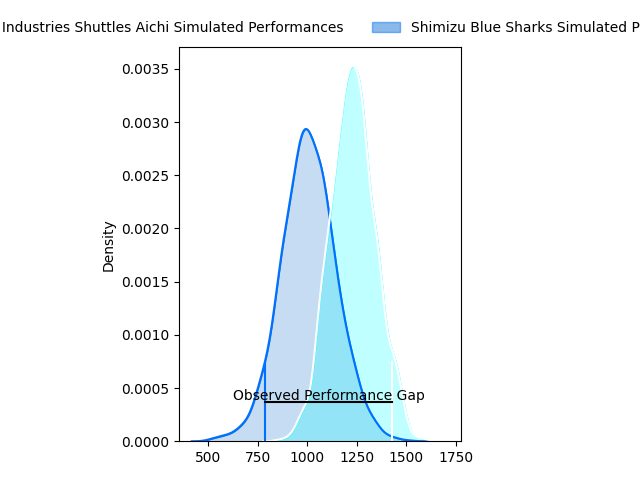 Industries Shuttles Aichi Simulated Performances
Shimizu Blue Sharks Simulated P
0.0035
0.0030
0.0025
0.0020
0.0015
0.0010
0.0005
0.0000
Density
Observed Performance Gap
500 750 1000 1250 1500 1750